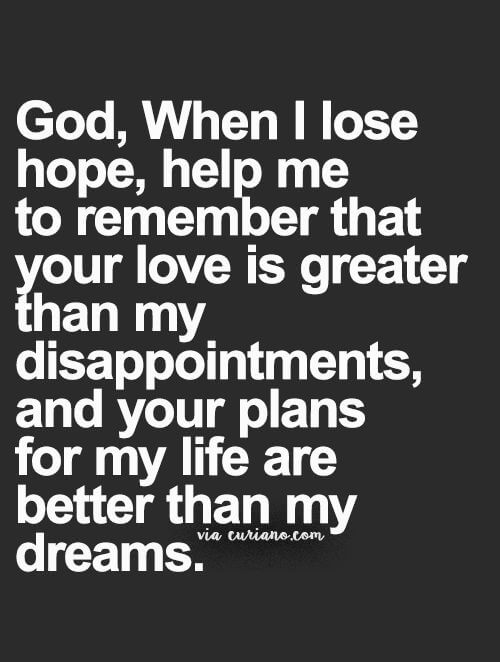 God, When I lose
hope, help me
to remember that
your love is greater
than my
disappointments,
and your plans
for my life are
better than my
via curiano.com
dreams.